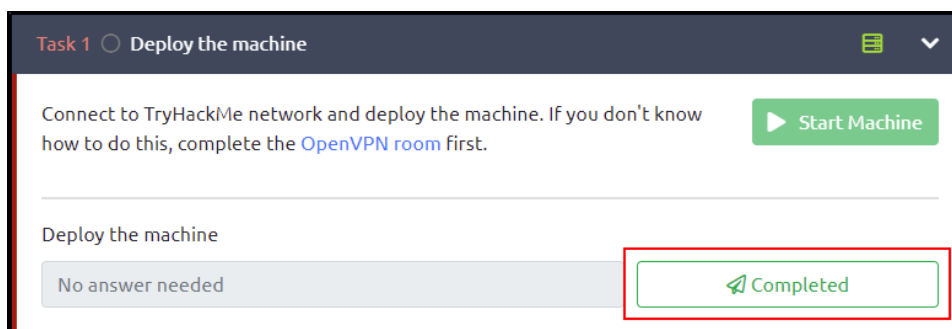 Task 1 Deploy the machine
Connect to TryHackMe network and deploy the machine. If you don't know
how to do this, complete the OpenVPN room first.
Start Machine
Deploy the machine
No answer needed
Completed